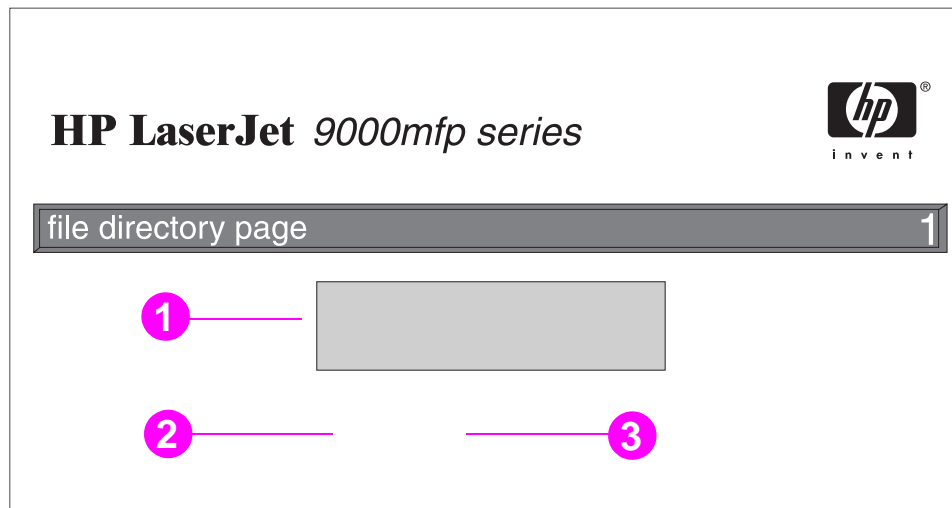 HP LaserJet 9000mfp series
hp ®
invent
file directory page 1
1
2 3